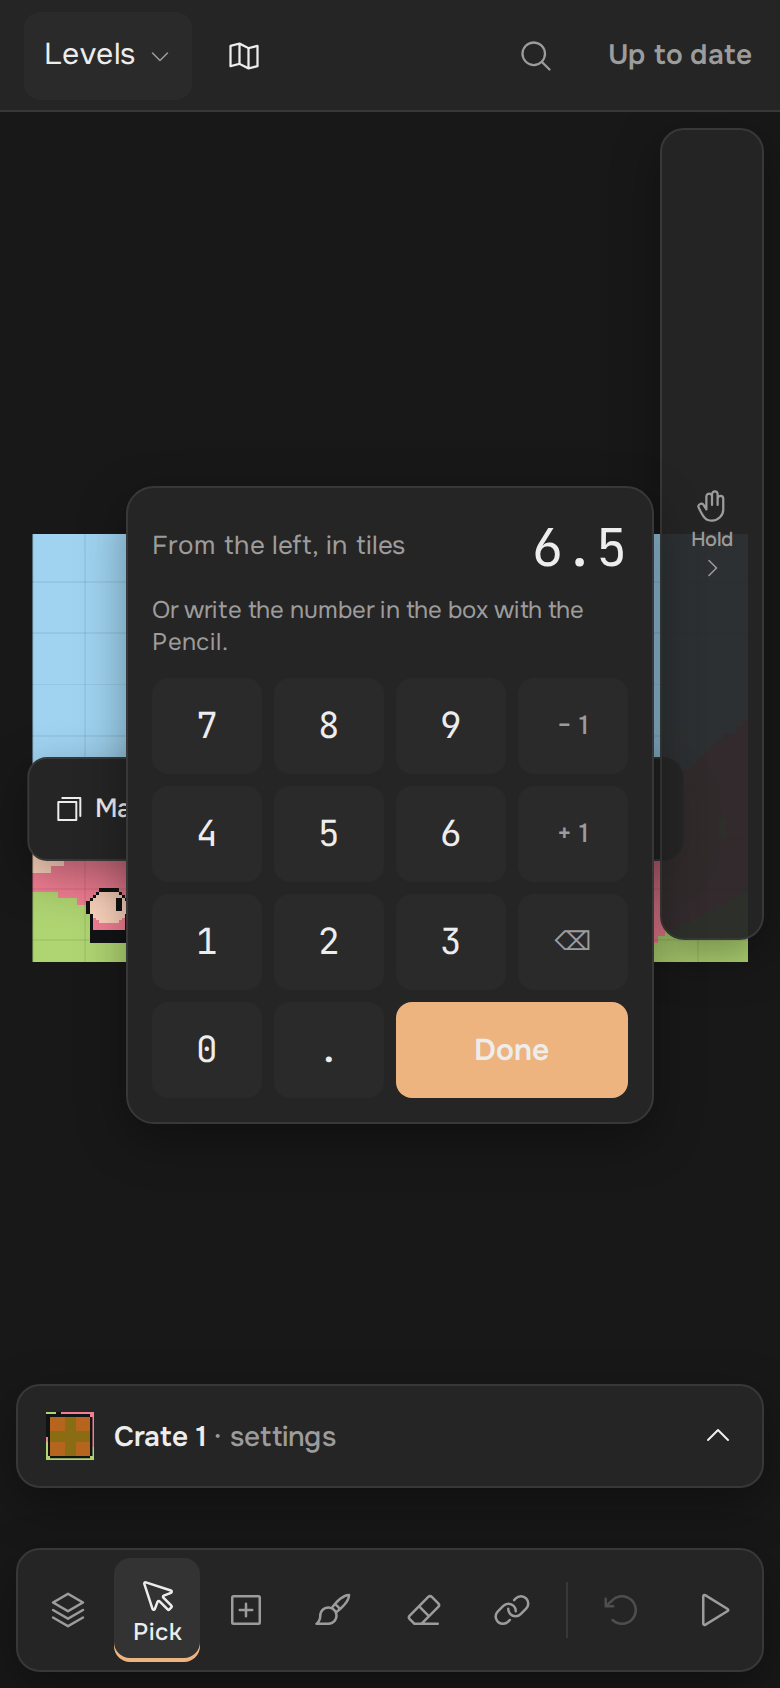 Levels
Up to date
Hold
From the left, in tiles
6.5
Or write the number in the box with the
Pencil.
7 8 9 − 1
Ma
4 5 6 + 1
1 2 3
0 . Done
Crate 1 · settings
Pick